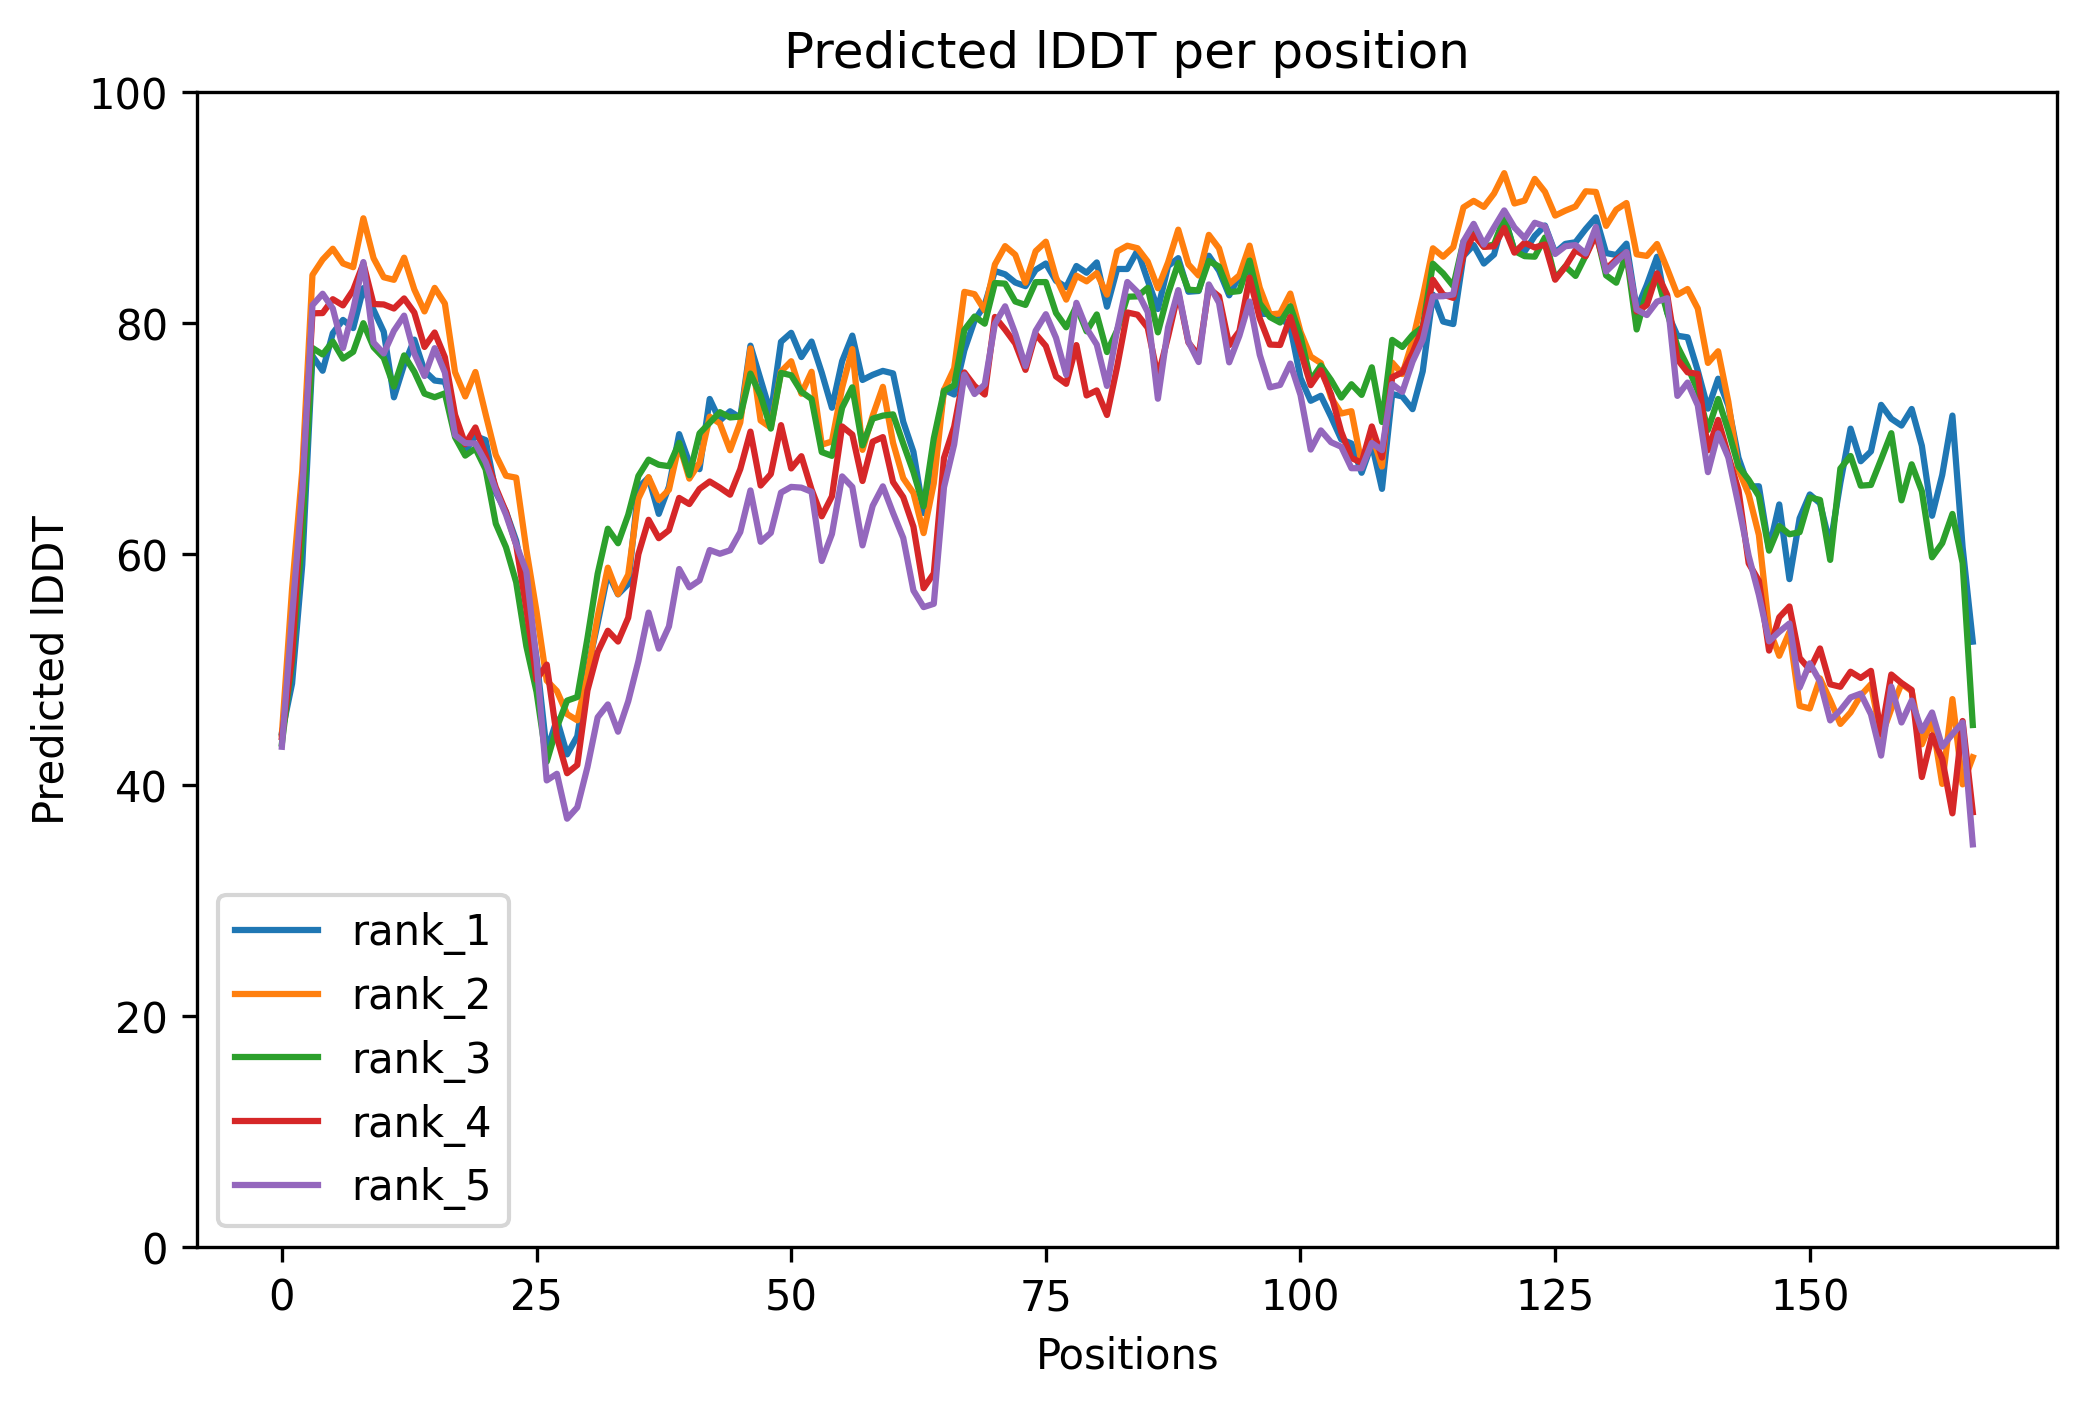 Predicted lDDT per position
100
80
60
40
20
0
Predicted lDDT
rank_1
rank_2
rank_3
rank_4
rank_5
0 25 50 75 100 125 150
Positions